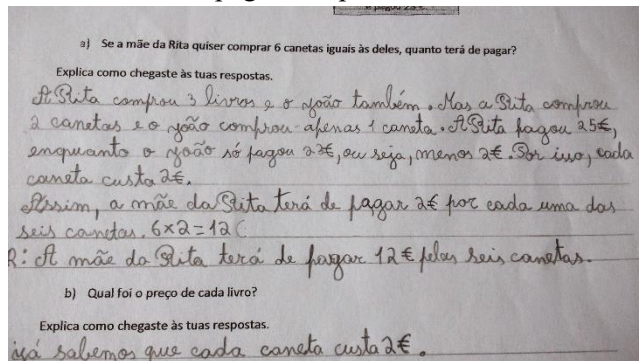 a) Se a mãe da Rita quiser comprar 6 canetas iguais às deles, quanto terá de pagar?
Explica como chegaste às tuas respostas.
A Rita comprou 3 livros e o João também. Mas a Rita comprou
2 canetas e o João comprou apenas 1 caneta. A Rita pagou 25€,
enquanto o João só pagou 23€, ou seja, menos 2€. Por isso, cada
caneta custa 2€.
Assim, a mãe da Rita terá de pagar 2€ por cada uma das
seis canetas. 6×2=12
R: A mãe da Rita terá de pagar 12€ pelas seis canetas.
b) Qual foi o preço de cada livro?
Explica como chegaste às tuas respostas.
já sabemos que cada caneta custa 2€.